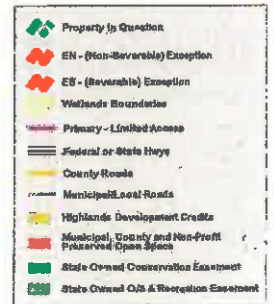 Property In Question
EN - (Non-Severable) Exception
ES - (Severable) Exception
Wetlands Boundaries
Primary - Limited Access
Federal or State Hwys
County Roads
Municipal/Local Roads
Highlands Development Credits
Municipal, County and Non-Profit
Preserved Open Space
State Owned Conservation Easement
State Owned O/S & Recreation Easement